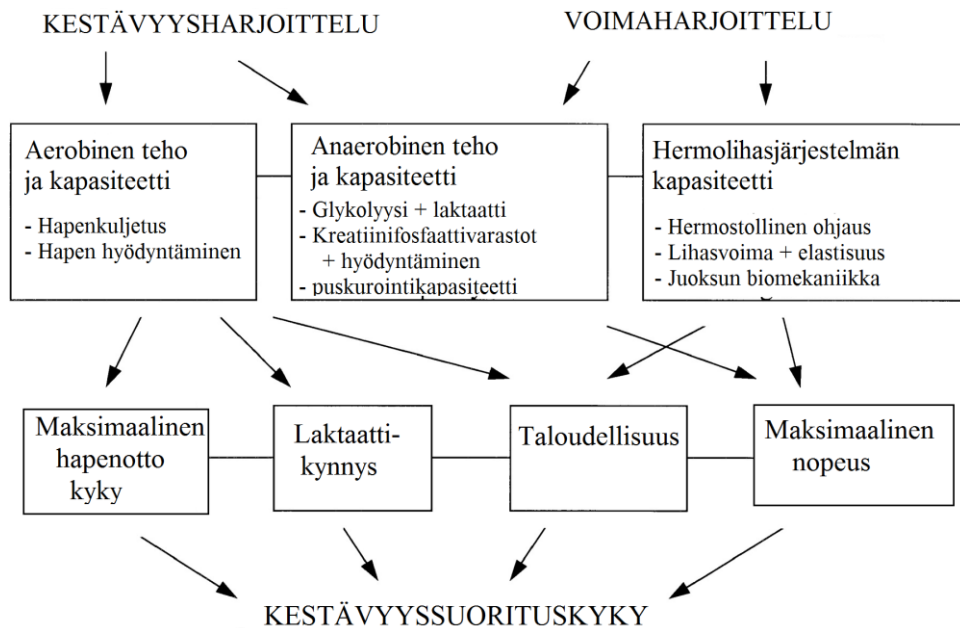 KESTÄVYYSHARJOITTELU
VOIMAHARJOITTELU
Aerobinen teho
ja kapasiteetti
- Hapenkuljetus
- Hapen hyödyntäminen
Anaerobinen teho
ja kapasiteetti
- Glykolyysi + laktaatti
- Kreatiinifosfaattivarastot
+ hyödyntäminen
- puskurointikapasiteetti
Hermolihasjärjestelmän
kapasiteetti
- Hermostollinen ohjaus
- Lihasvoima + elastisuus
- Juoksun biomekaniikka
Maksimaalinen
hapenotto
kyky
Laktaatti-
kynnys
Taloudellisuus
Maksimaalinen
nopeus
KESTÄVYYSSUORITUSKYKY